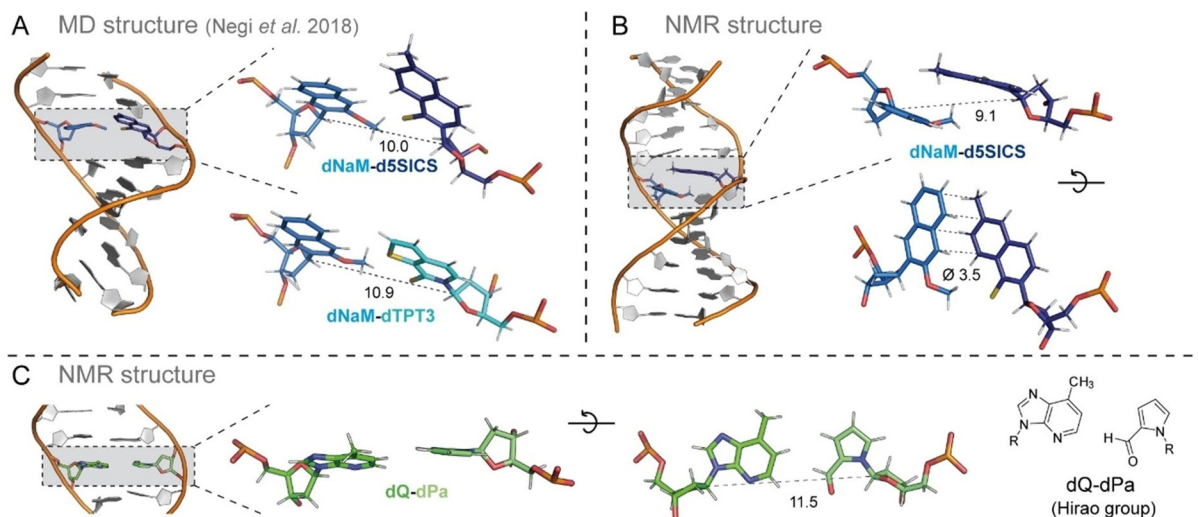 A MD structure (Negi et al. 2018)
10.0
dNaM-d5SICS
10.9
dNaM-dTPT3
B NMR structure
9.1
dNaM-d5SICS
Ø 3.5
C NMR structure
dQ-dPa
11.5
CH3
N
N
N
R
H
O
N
R
dQ-dPa
(Hirao group)